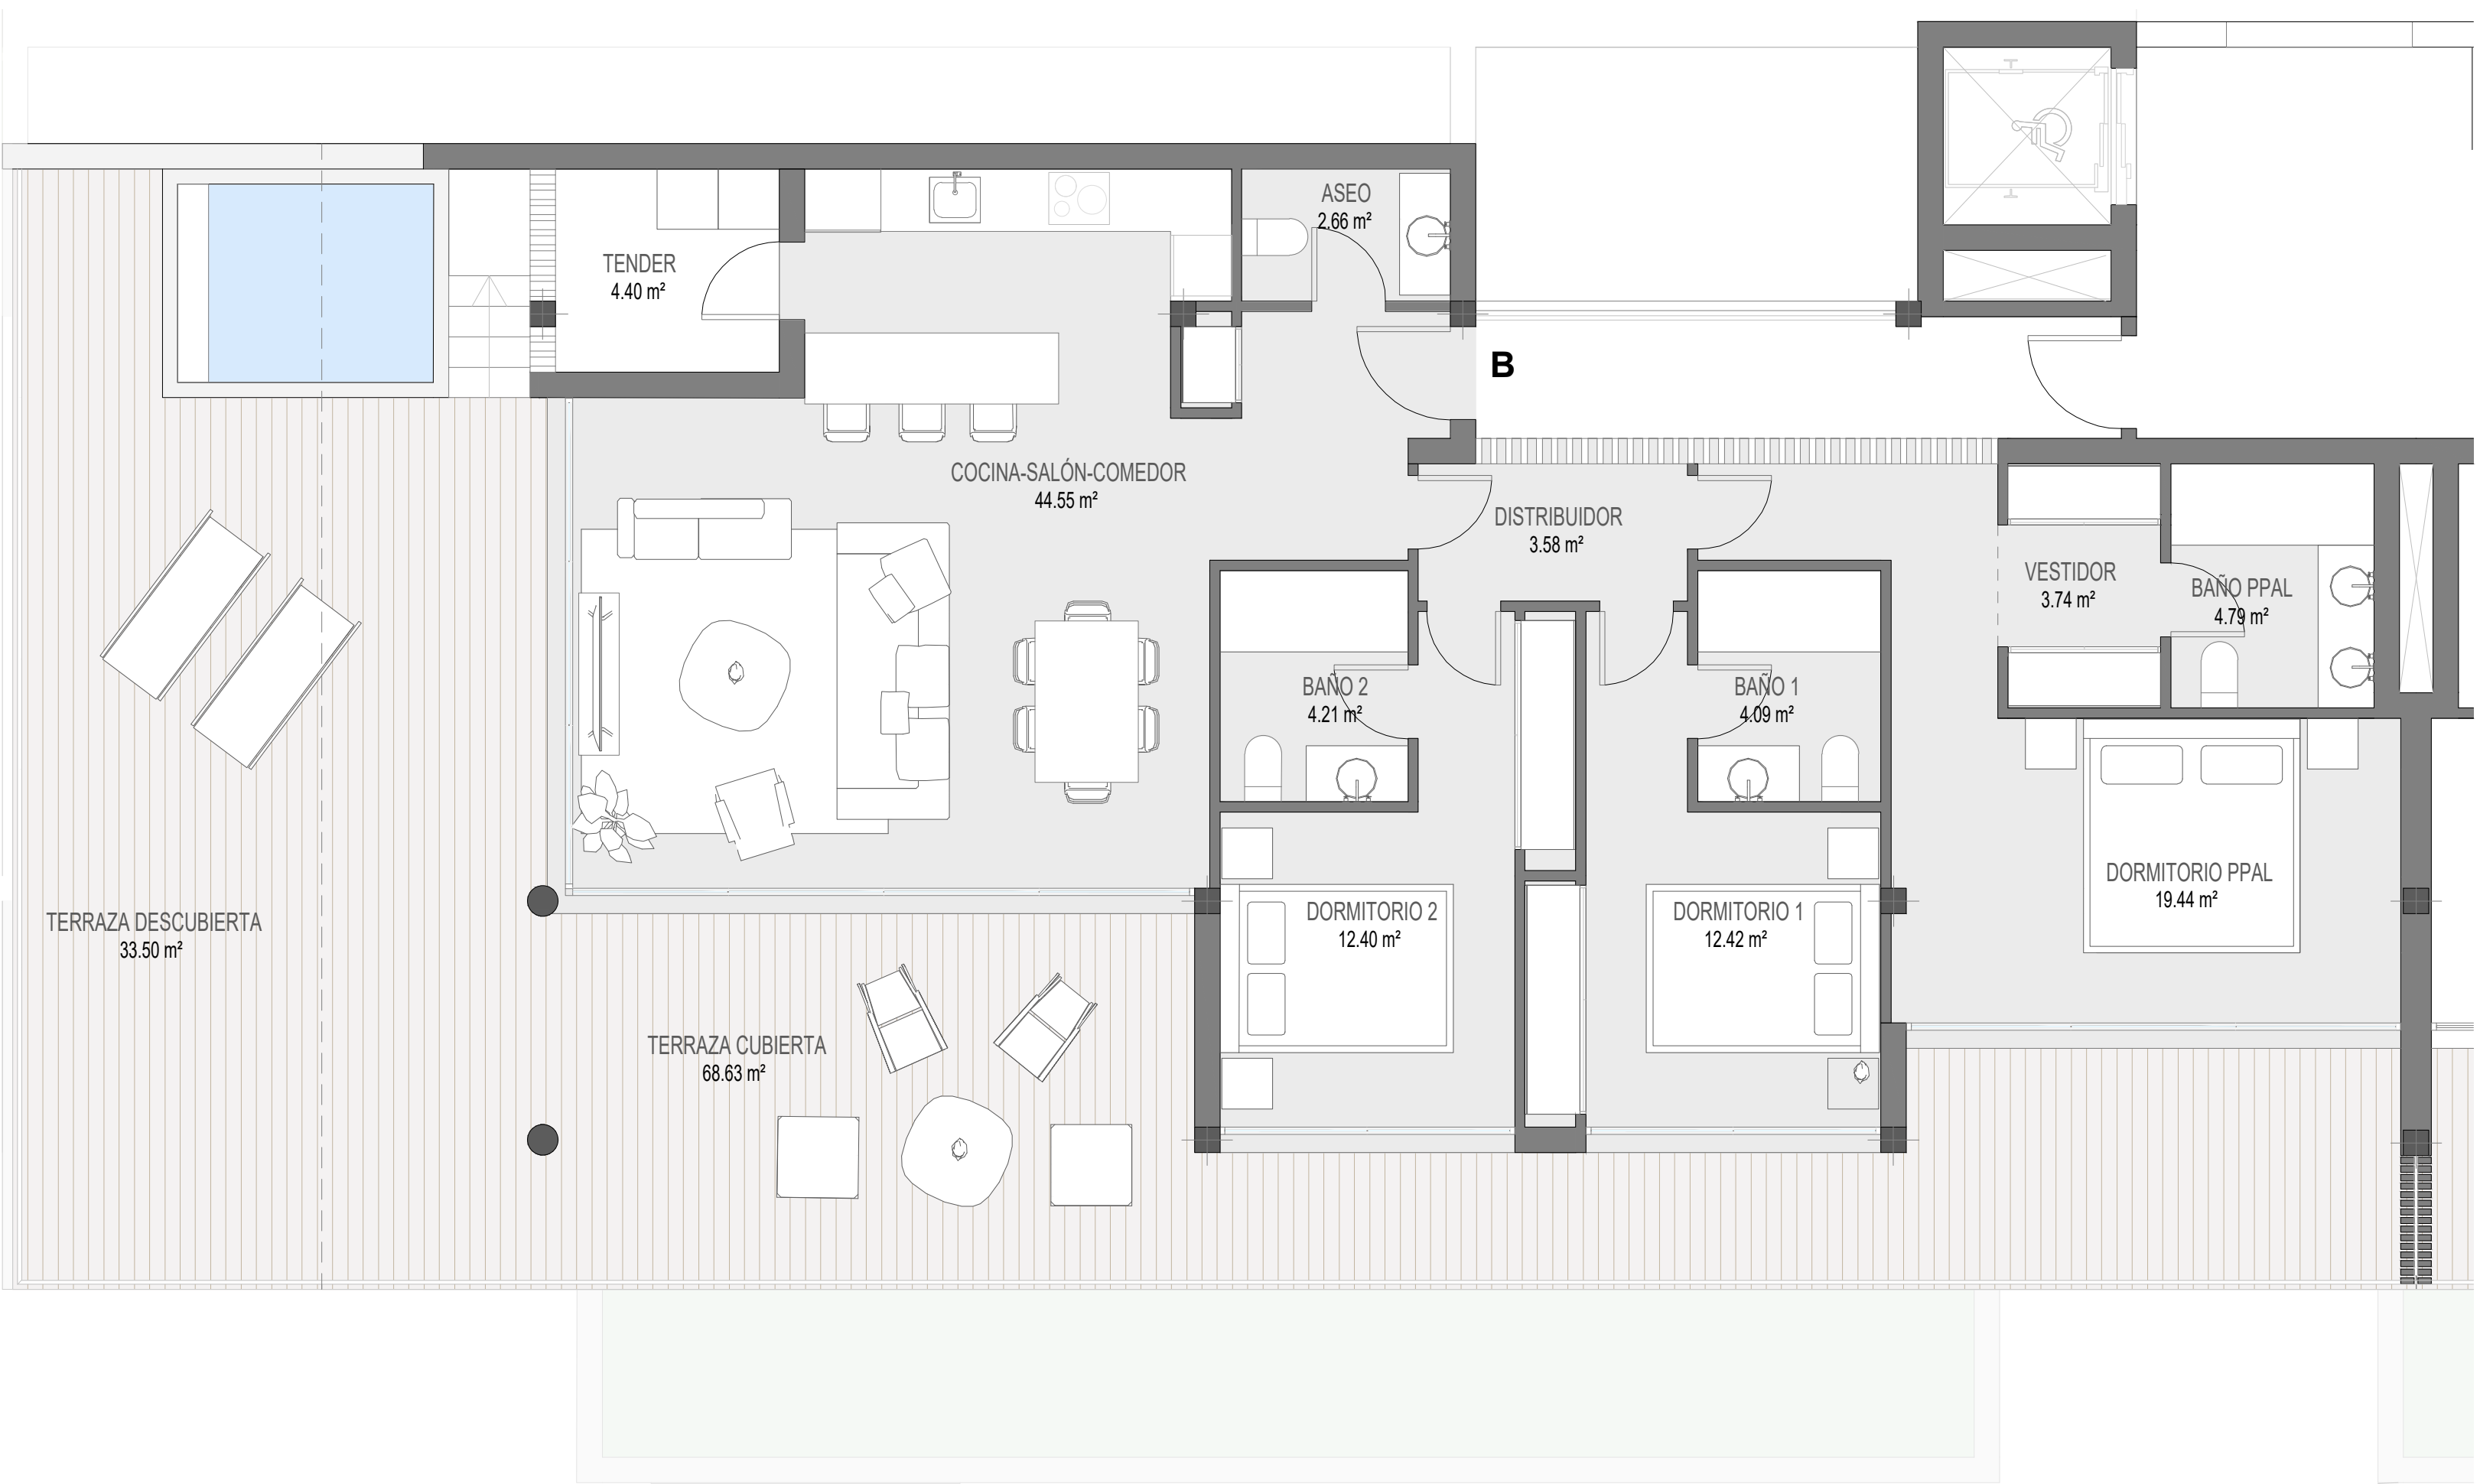 ASEO
2.66 m²
TENDER
4.40 m²
B
COCINA-SALÓN-COMEDOR
44.55 m²
DISTRIBUIDOR
3.58 m²
VESTIDOR
3.74 m²
BAÑO PPAL
4.79 m²
BAÑO 2
4.21 m²
BAÑO 1
4.09 m²
DORMITORIO PPAL
19.44 m²
DORMITORIO 2
12.40 m²
DORMITORIO 1
12.42 m²
TERRAZA DESCUBIERTA
33.50 m²
TERRAZA CUBIERTA
68.63 m²